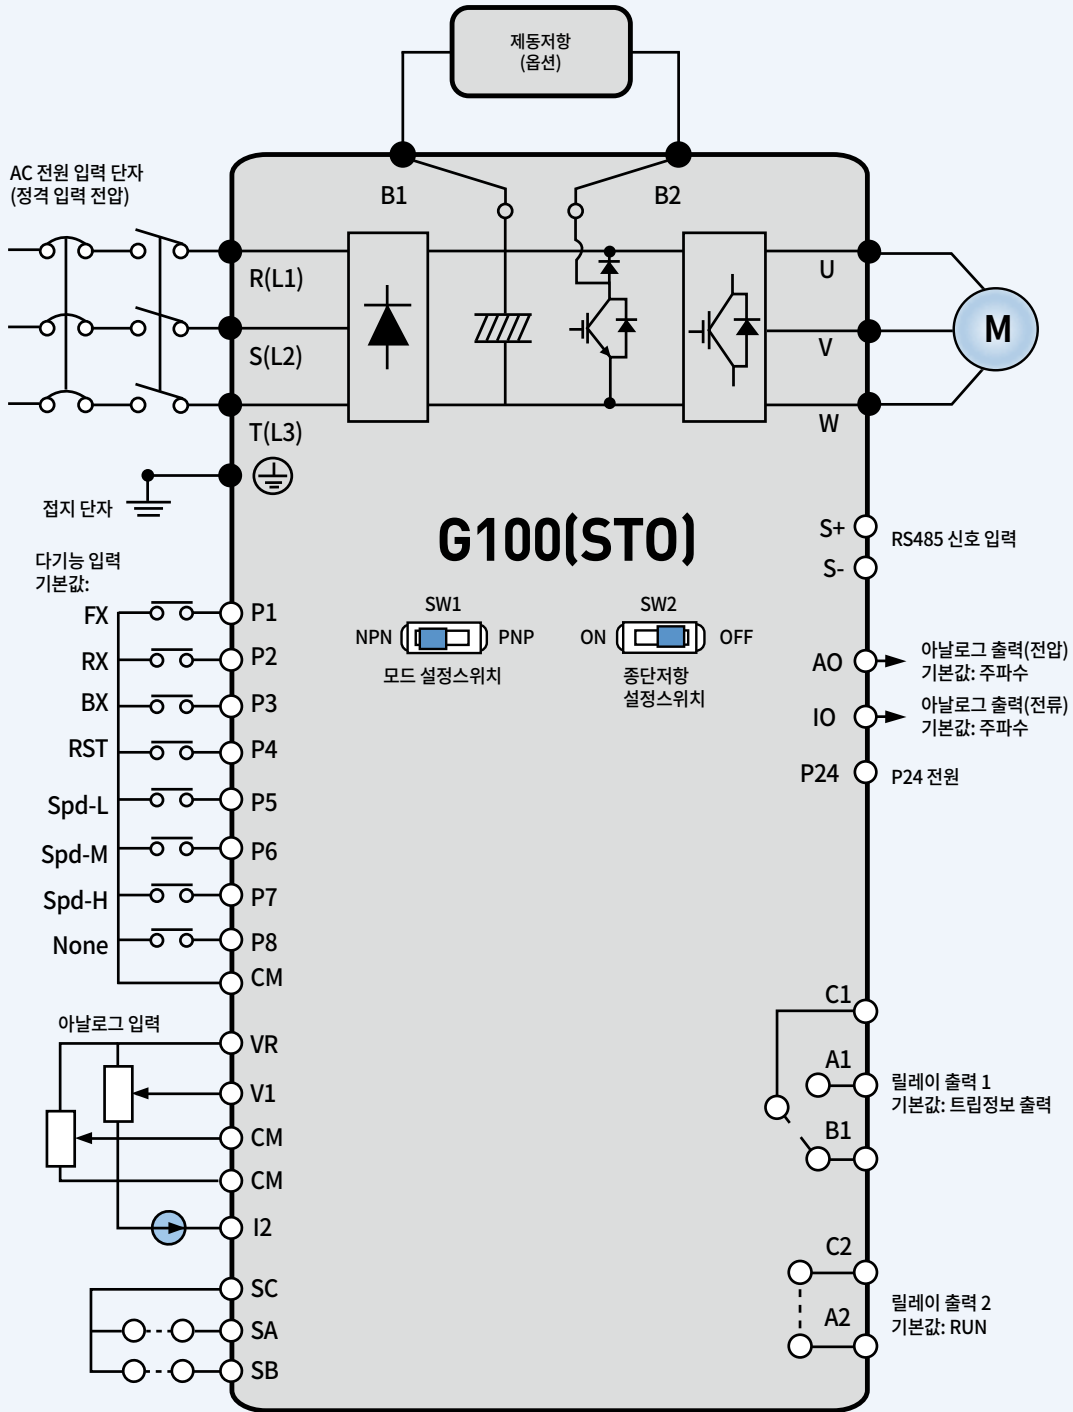 제동저항
(옵션)
AC 전원 입력 단자
(정격 입력 전압)
B1
B2
R(L1)
U
S(L2)
V
M
T(L3)
W
접지 단자
G100(STO)
S+
RS485 신호 입력
S-
다기능 입력
기본값:
FX
P1
RX
P2
BX
P3
RST
P4
Spd-L
P5
Spd-M
P6
Spd-H
P7
None
P8
CM
SW1
NPN
PNP
모드 설정스위치
SW2
ON
OFF
종단저항
설정스위치
AO
아날로그 출력(전압)
기본값: 주파수
IO
아날로그 출력(전류)
기본값: 주파수
P24
P24 전원
아날로그 입력
VR
V1
CM
CM
I2
SC
SA
SB
C1
A1
릴레이 출력 1
기본값: 트립정보 출력
B1
C2
A2
릴레이 출력 2
기본값: RUN